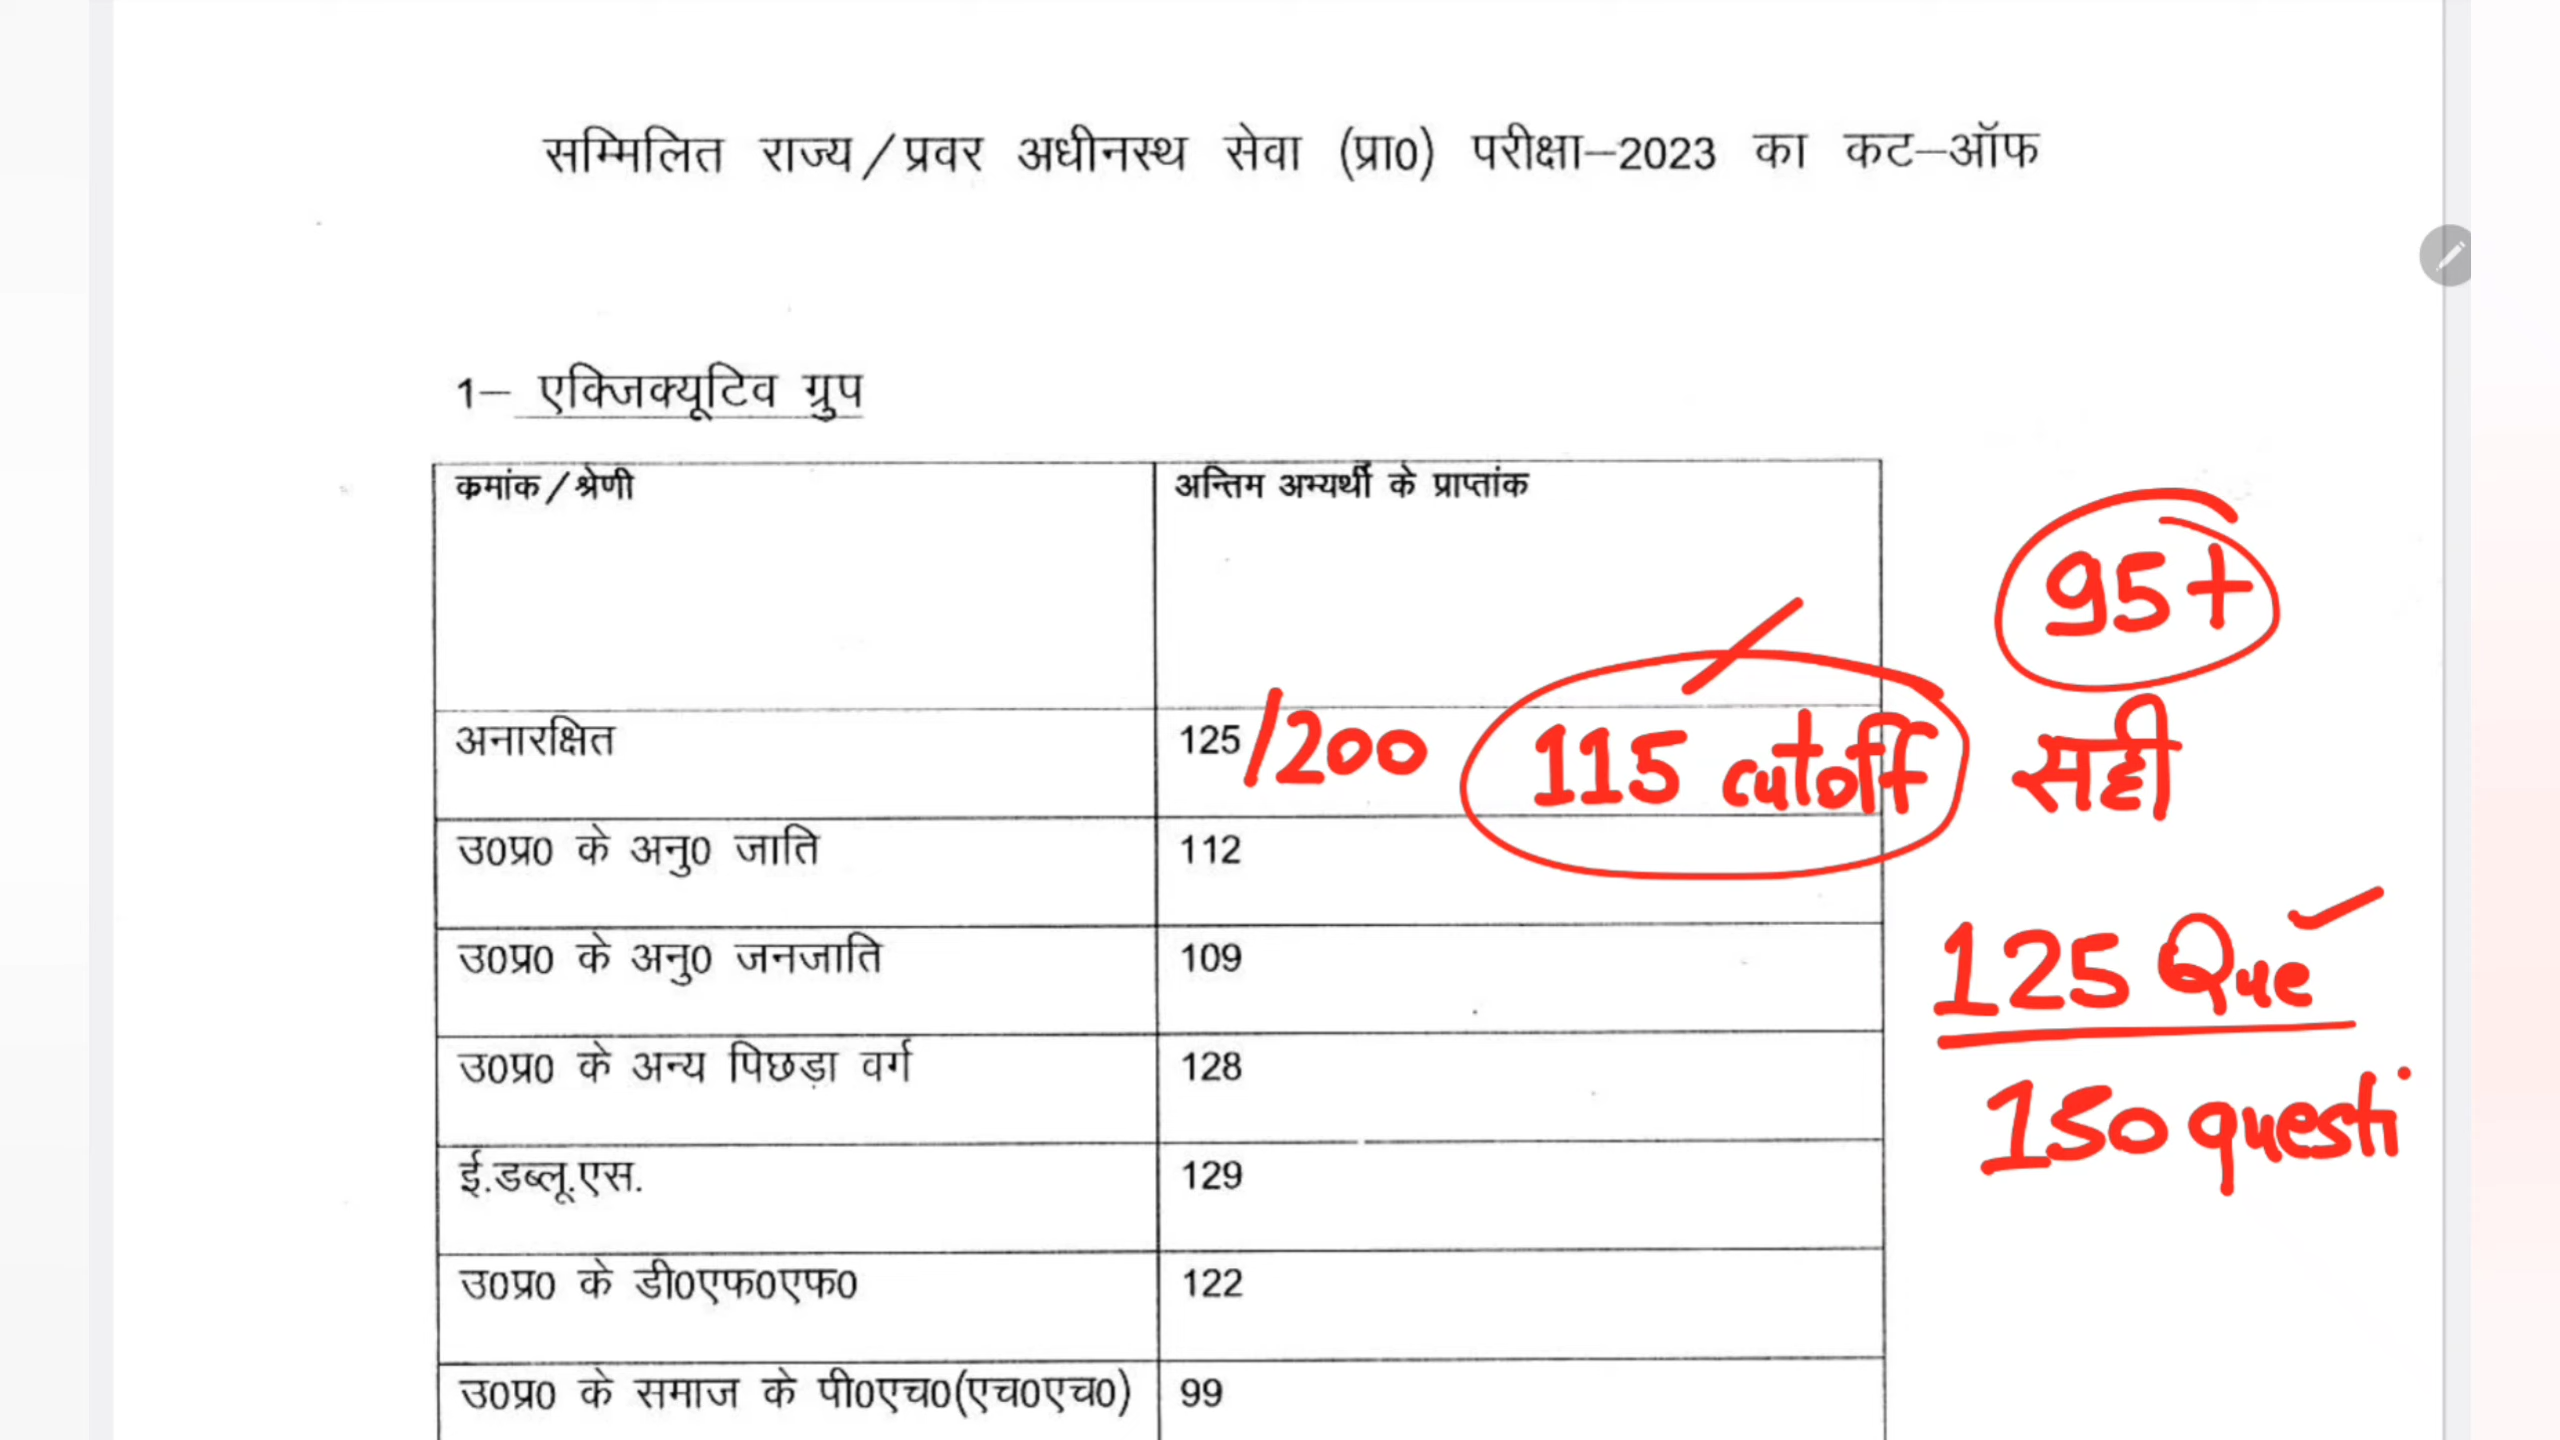 सम्मिलित राज्य/प्रवर अधीनस्थ सेवा (प्रा0) परीक्षा–2023 का कट–ऑफ
1– एक्जिक्यूटिव ग्रुप
कमांक/श्रेणी अन्तिम अभ्यर्थी के प्राप्तांक
95+
अनारक्षित 125/200 115 cutoff सही
उ0प्र0 के अनु0 जाति 112
उ0प्र0 के अनु0 जनजाति 109 125 Que
उ0प्र0 के अन्य पिछड़ा वर्ग 128 150 questi
ई.डब्लू.एस. 129
उ0प्र0 के डी0एफ0एफ0 122
उ0प्र0 के समाज के पी0एच0(एच0एच0) 99